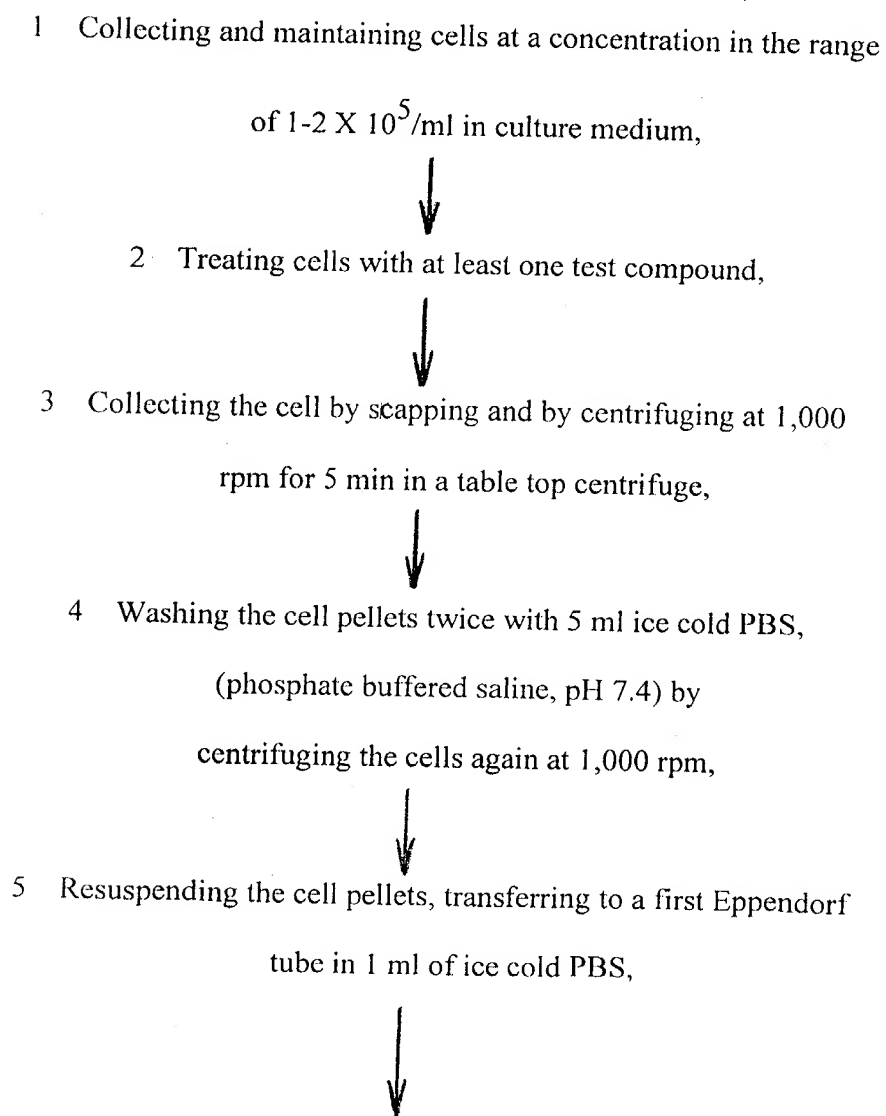 1 Collecting and maintaining cells at a concentration in the range
of 1-2 X 10⁵/ml in culture medium,
2 Treating cells with at least one test compound,
3 Collecting the cell by scapping and by centrifuging at 1,000
rpm for 5 min in a table top centrifuge,
4 Washing the cell pellets twice with 5 ml ice cold PBS,
(phosphate buffered saline, pH 7.4) by
centrifuging the cells again at 1,000 rpm,
5 Resuspending the cell pellets, transferring to a first Eppendorf
tube in 1 ml of ice cold PBS,